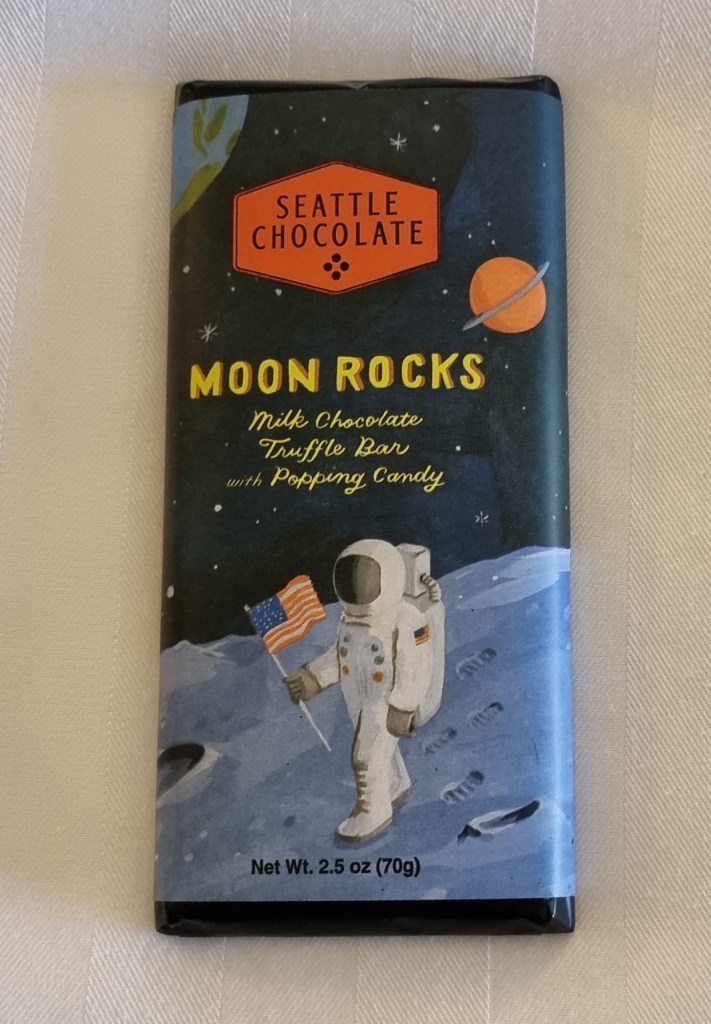 SEATTLE
CHOCOLATE
MOON ROCKS
Milk Chocolate
Truffle Bar
with Popping Candy
Net Wt. 2.5 oz (70g)